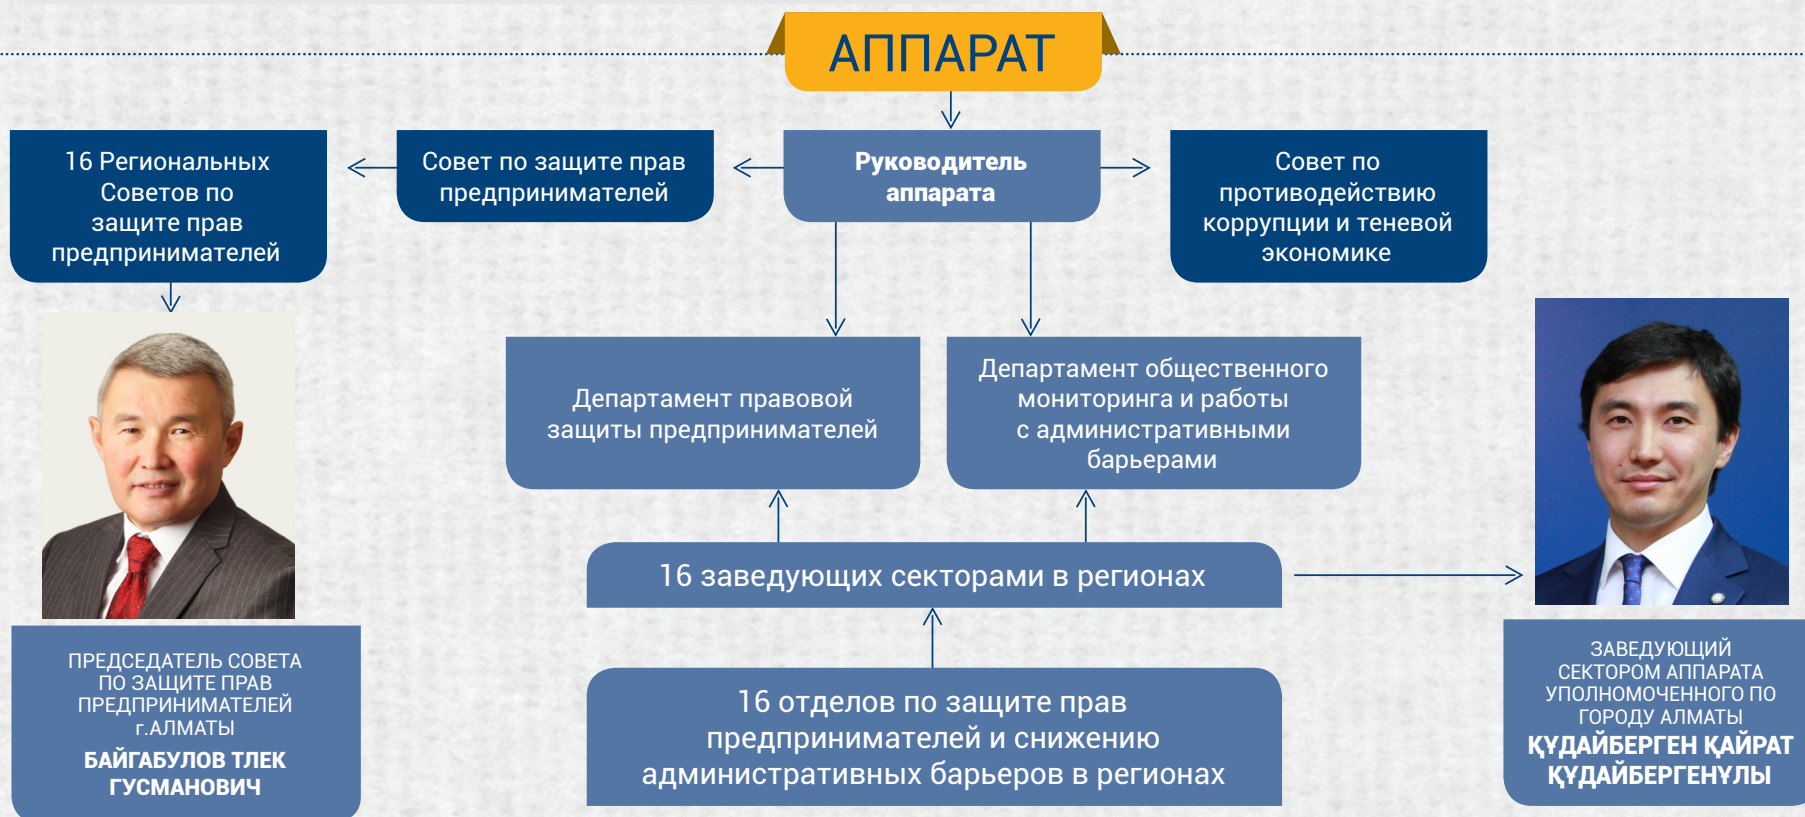 АППАРАТ
16 Региональных
Советов по
защите прав
предпринимателей
Совет по защите прав
предпринимателей
Руководитель
аппарата
Совет по
противодействию
коррупции и теневой
экономике
Департамент правовой
защиты предпринимателей
Департамент общественного
мониторинга и работы
с административными
барьерами
16 заведующих секторами в регионах
16 отделов по защите прав
предпринимателей и снижению
административных барьеров в регионах
ПРЕДСЕДАТЕЛЬ СОВЕТА
ПО ЗАЩИТЕ ПРАВ
ПРЕДПРИНИМАТЕЛЕЙ
г.АЛМАТЫ
БАЙГАБУЛОВ ТЛЕК
ГУСМАНОВИЧ
ЗАВЕДУЮЩИЙ
СЕКТОРОМ АППАРАТА
УПОЛНОМОЧЕННОГО ПО
ГОРОДУ АЛМАТЫ
ҚҰДАЙБЕРГЕН ҚАЙРАТ
ҚҰДАЙБЕРГЕНҰЛЫ